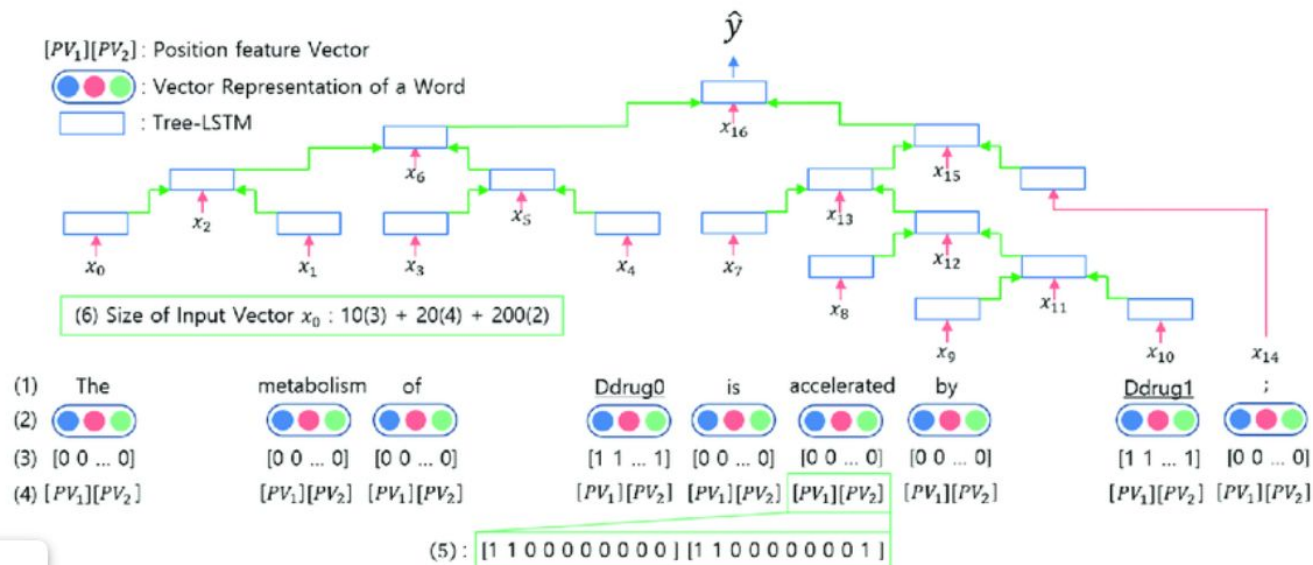 ŷ
[PV₁][PV₂] : Position feature Vector
: Vector Representation of a Word
: Tree-LSTM
x₁₆
x₆ x₁₅
x₂ x₅ x₁₃
x₀ x₁ x₃ x₄ x₇ x₁₂
x₈ x₁₁
(6) Size of Input Vector x₀ : 10(3) + 20(4) + 200(2)
x₉ x₁₀ x₁₄
(1) The metabolism of Ddrug0 is accelerated by Ddrug1 ;
(2)
(3) [0 0 ... 0] [0 0 ... 0] [0 0 ... 0] [1 1 ... 1] [0 0 ... 0] [0 0 ... 0] [0 0 ... 0] [1 1 ... 1] [0 0 ... 0]
(4) [PV₁][PV₂] [PV₁][PV₂] [PV₁][PV₂] [PV₁][PV₂] [PV₁][PV₂] [PV₁][PV₂] [PV₁][PV₂] [PV₁][PV₂] [PV₁][PV₂]
(5) : [1 1 0 0 0 0 0 0 0 0] [1 1 0 0 0 0 0 0 0 1]